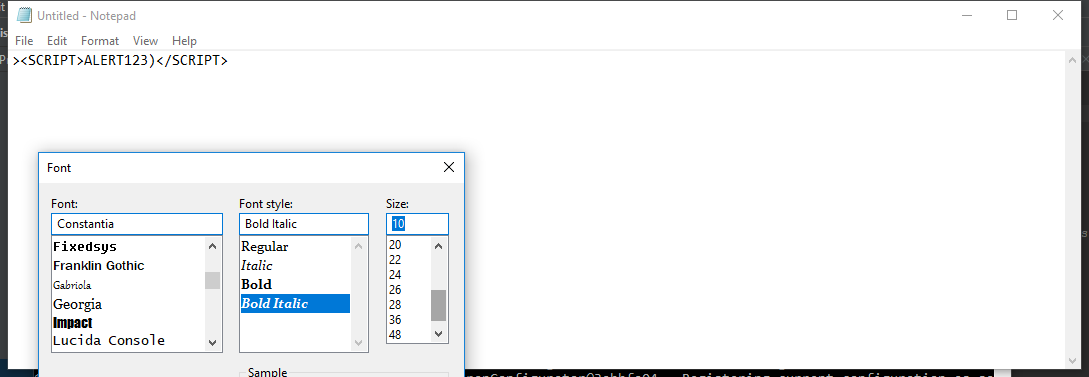 Untitled - Notepad
File Edit Format View Help
><SCRIPT>ALERT123)</SCRIPT>
Font
Font: Font style: Size:
Constantia Bold Italic 10
Fixedsys Regular 20
Franklin Gothic Italic 22
Gabriola Bold 24
Georgia Bold Italic 26
Impact 28
Lucida Console 36
48
Sample